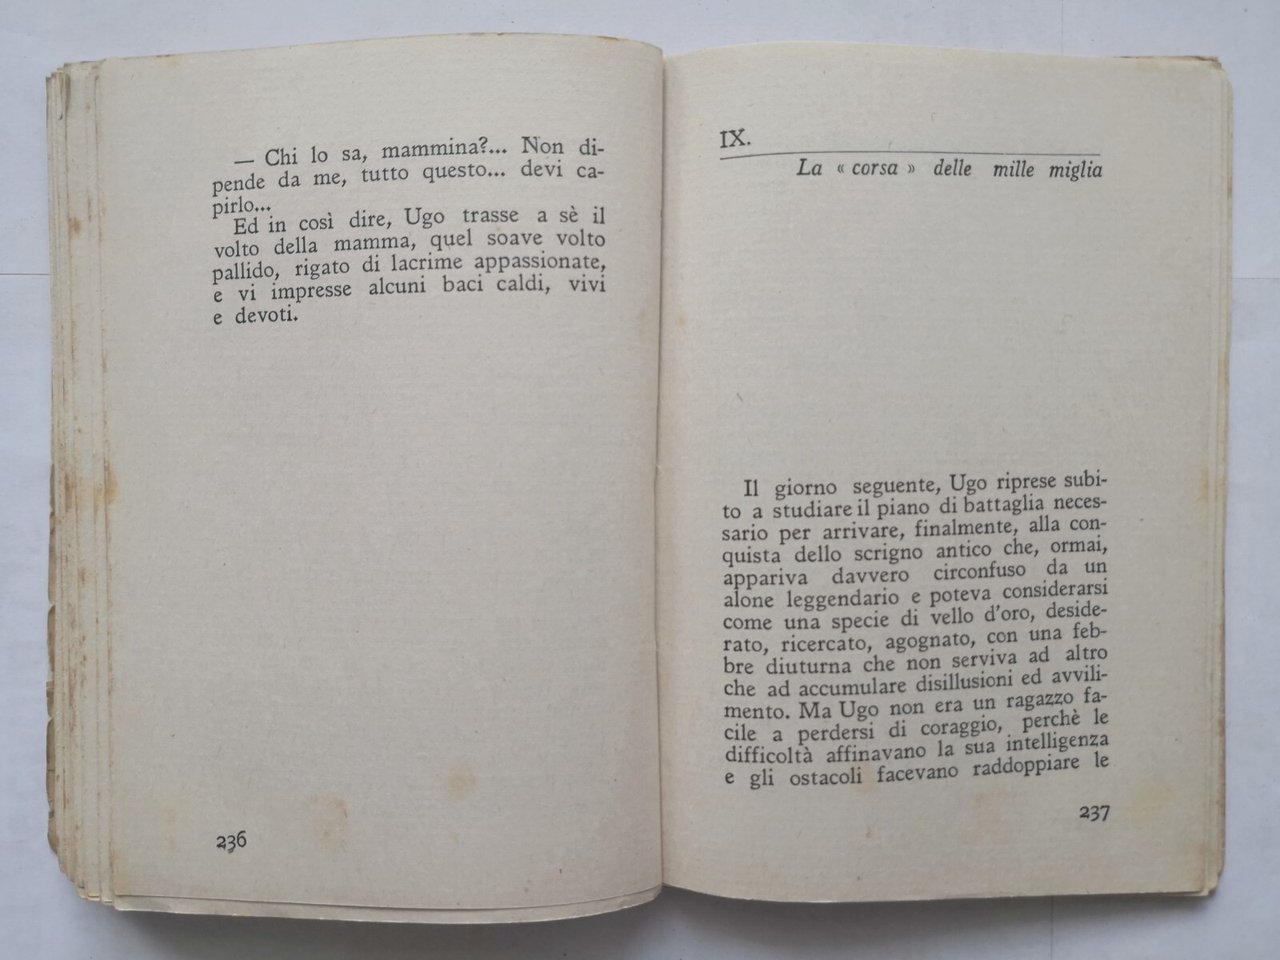 — Chi lo sa, mammina?... Non di-
pende da me, tutto questo... devi ca-
pirlo...
Ed in così dire, Ugo trasse a sè il
volto della mamma, quel soave volto
pallido, rigato di lacrime appassionate,
e vi impresse alcuni baci caldi, vivi
e devoti.
236
IX.
La « corsa » delle mille miglia
Il giorno seguente, Ugo riprese subi-
to a studiare il piano di battaglia neces-
sario per arrivare, finalmente, alla con-
quista dello scrigno antico che, ormai,
appariva davvero circonfuso da un
alone leggendario e poteva considerarsi
come una specie di vello d'oro, deside-
rato, ricercato, agognato, con una feb-
bre diuturna che non serviva ad altro
che ad accumulare disillusioni ed avvili-
mento. Ma Ugo non era un ragazzo fa-
cile a perdersi di coraggio, perchè le
difficoltà affinavano la sua intelligenza
e gli ostacoli facevano raddoppiare le
237